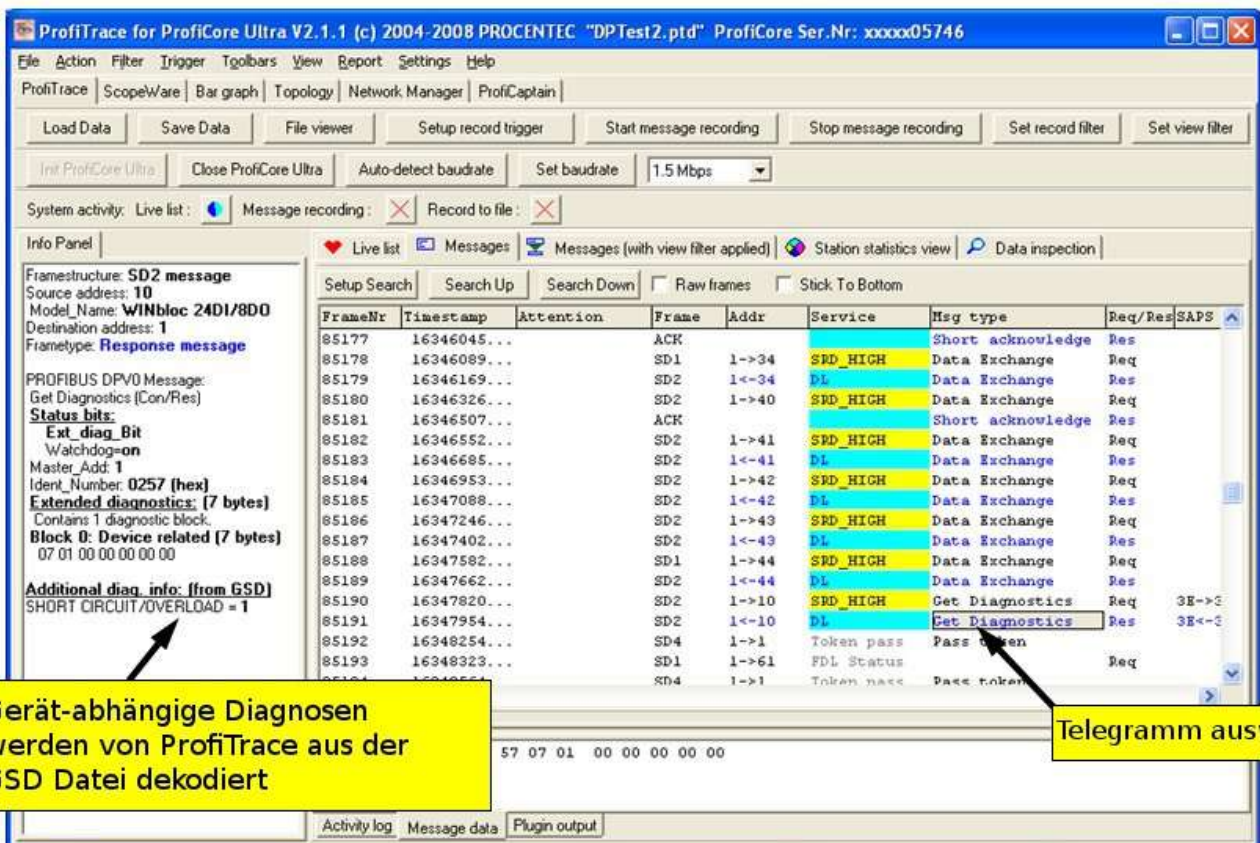 ProfiTrace for ProfiCore Ultra V2.1.1 (c) 2004-2008 PROCENTEC "DPTest2.ptd" ProfiCore Ser.Nr: xxxxx05746
File Action Filter Trigger Toolbars View Report Settings Help
ProfiTrace ScopeWare Bar graph Topology Network Manager ProfiCaptain
Load Data Save Data File viewer Setup record trigger Start message recording Stop message recording Set record filter Set view filter
Init ProfiCore Ultra Close ProfiCore Ultra Auto-detect baudrate Set baudrate 1.5 Mbps
System activity: Live list : Message recording : Record to file :
Info Panel
Framestructure: SD2 message
Source address: 10
Model_Name: WINbloc 24DI/8DO
Destination address: 1
Frametype: Response message
PROFIBUS DPV0 Message:
Get Diagnostics (Con/Res)
Status bits:
Ext_diag_Bit
Watchdog=on
Master_Add: 1
Ident_Number: 0257 (hex)
Extended diagnostics: (7 bytes)
Contains 1 diagnostic block.
Block 0: Device related (7 bytes)
07 01 00 00 00 00 00
Additional diag. info: (from GSD)
SHORT CIRCUIT/OVERLOAD = 1
Live list Messages Messages (with view filter applied) Station statistics view Data inspection
Setup Search Search Up Search Down Raw frames Stick To Bottom
FrameNr Timestamp Attention Frame Addr Service Msg type Req/Res SAPS
85177 16346045... ACK Short acknowledge Res
85178 16346089... SD1 1->34 SRD_HIGH Data Exchange Req
85179 16346169... SD2 1<-34 DL Data Exchange Res
85180 16346326... SD2 1->40 SRD_HIGH Data Exchange Req
85181 16346507... ACK Short acknowledge Res
85182 16346552... SD2 1->41 SRD_HIGH Data Exchange Req
85183 16346685... SD2 1<-41 DL Data Exchange Res
85184 16346953... SD2 1->42 SRD_HIGH Data Exchange Req
85185 16347088... SD2 1<-42 DL Data Exchange Res
85186 16347246... SD2 1->43 SRD_HIGH Data Exchange Req
85187 16347402... SD2 1<-43 DL Data Exchange Res
85188 16347582... SD1 1->44 SRD_HIGH Data Exchange Req
85189 16347662... SD2 1<-44 DL Data Exchange Res
85190 16347820... SD2 1->10 SRD_HIGH Get Diagnostics Req 3E->3
85191 16347954... SD2 1<-10 DL Get Diagnostics Res 3E<-3
85192 16348254... SD4 1->1 Token pass Pass token
85193 16348323... SD1 1->61 FDL Status Req
SD4 1->1 Token pass Pass token
Gerät-abhängige Diagnosen
werden von ProfiTrace aus der
GSD Datei dekodiert
Telegramm aus
57 07 01 00 00 00 00 00
Activity log Message data Plugin output